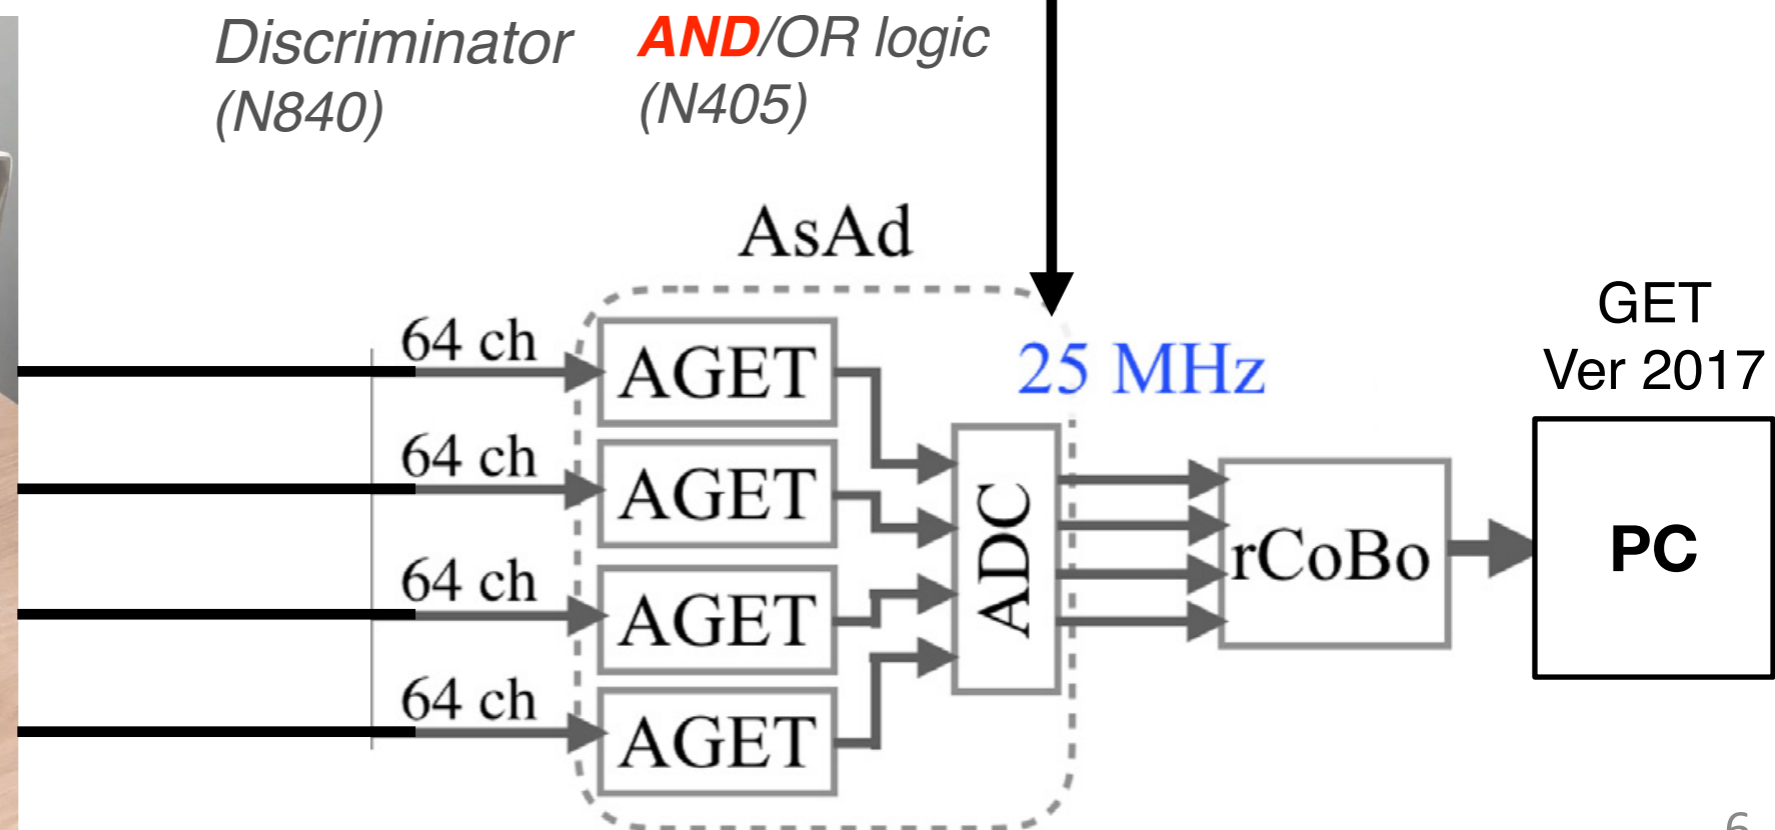 Discriminator
(N840)
AND/OR logic
(N405)
AsAd
64 ch
AGET
64 ch
AGET
64 ch
AGET
64 ch
AGET
ADC
25 MHz
rCoBo
GET
Ver 2017
PC
6